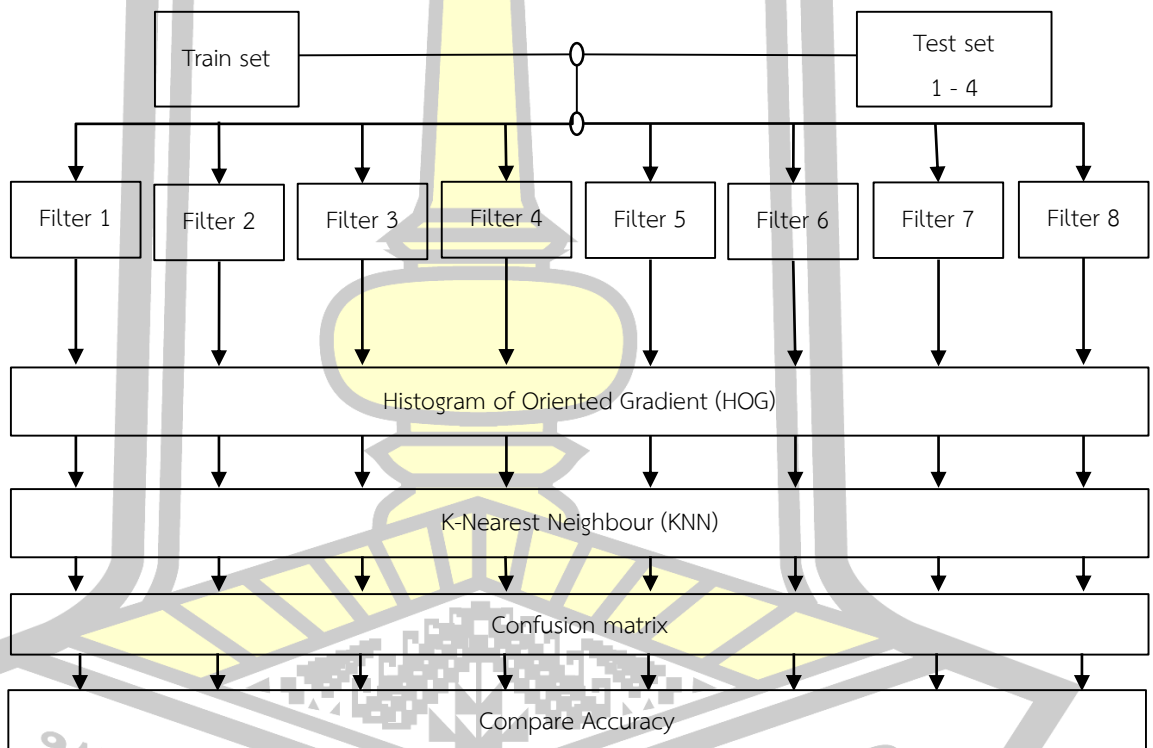 Train set
Test set
1 - 4
Filter 1
Filter 2
Filter 3
Filter 4
Filter 5
Filter 6
Filter 7
Filter 8
Histogram of Oriented Gradient (HOG)
K-Nearest Neighbour (KNN)
Confusion matrix
Compare Accuracy